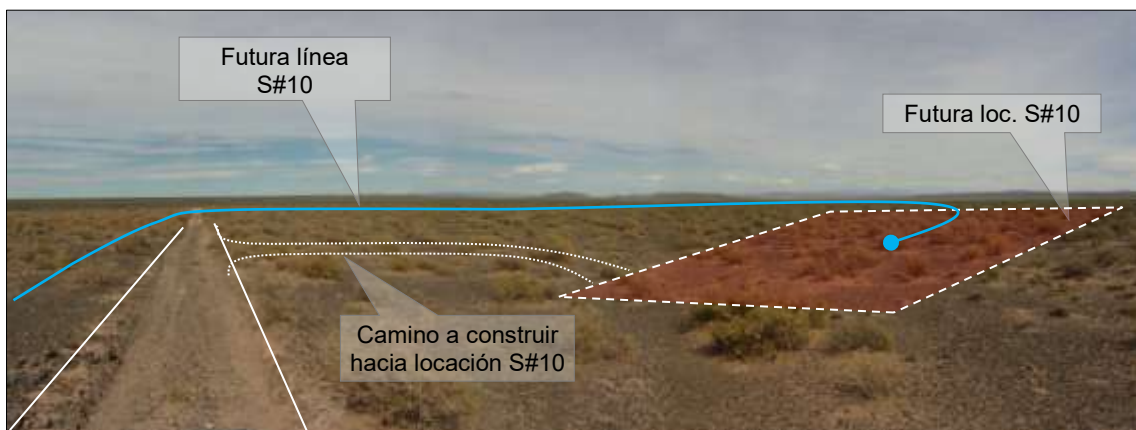 Futura línea
S#10
Futura loc. S#10
Camino a construir
hacia locación S#10